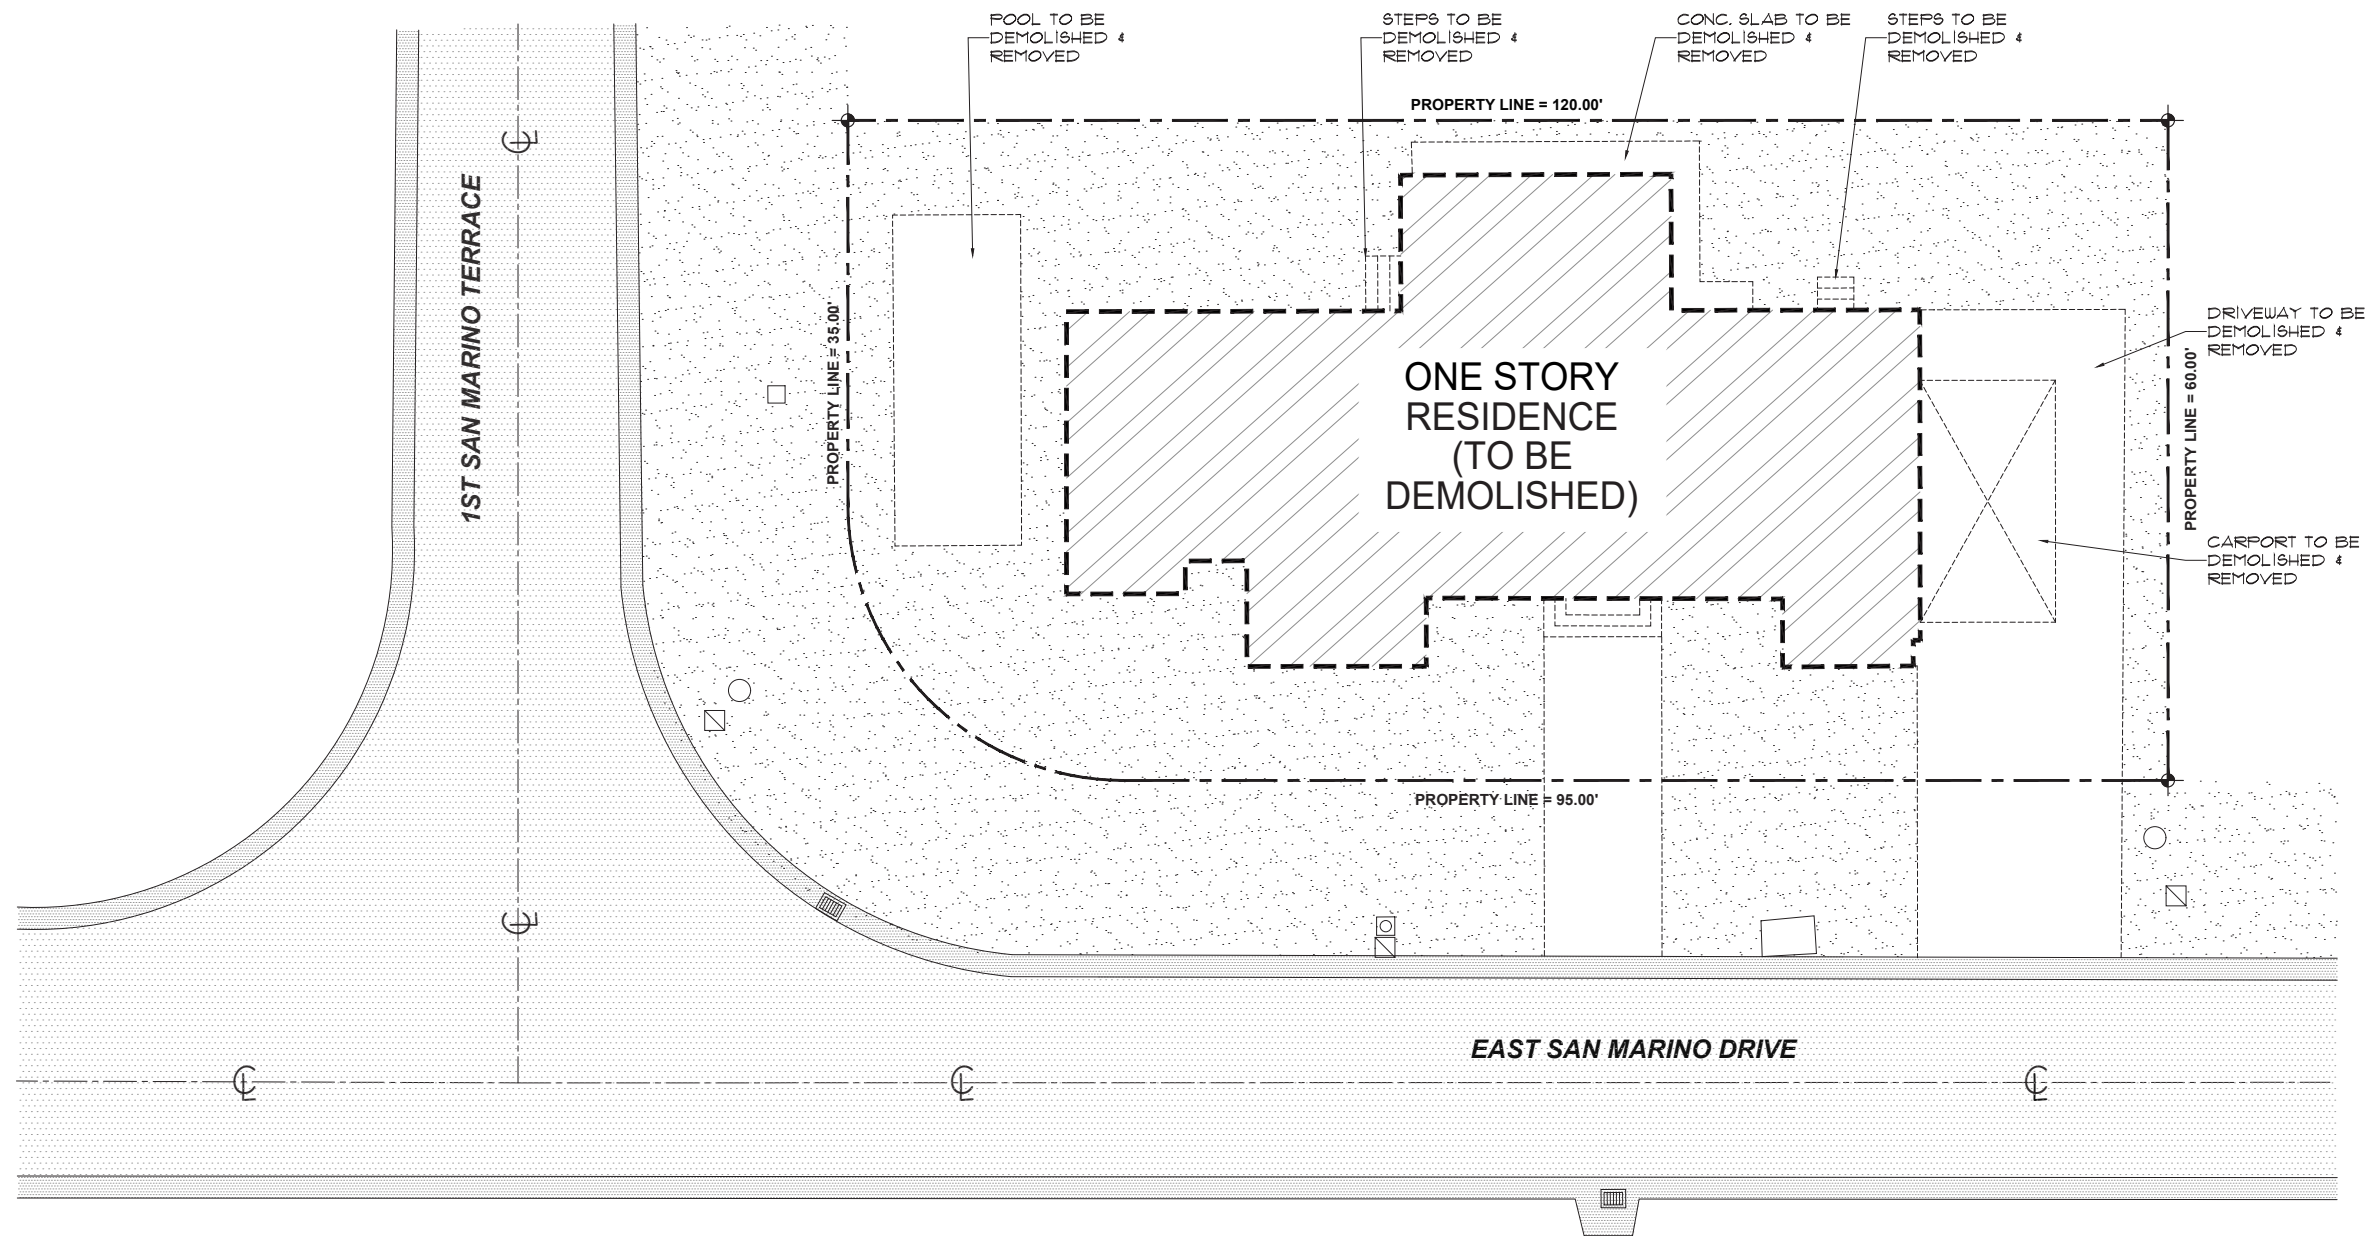 POOL TO BE
DEMOLISHED &
REMOVED
STEPS TO BE
DEMOLISHED &
REMOVED
CONC. SLAB TO BE
DEMOLISHED &
REMOVED
STEPS TO BE
DEMOLISHED &
REMOVED
PROPERTY LINE = 120.00'
1ST SAN MARINO TERRACE
PROPERTY LINE = 35.00'
ONE STORY
RESIDENCE
(TO BE
DEMOLISHED)
DRIVEWAY TO BE
DEMOLISHED &
REMOVED
PROPERTY LINE = 60.00'
CARPORT TO BE
DEMOLISHED &
REMOVED
PROPERTY LINE = 95.00'
EAST SAN MARINO DRIVE